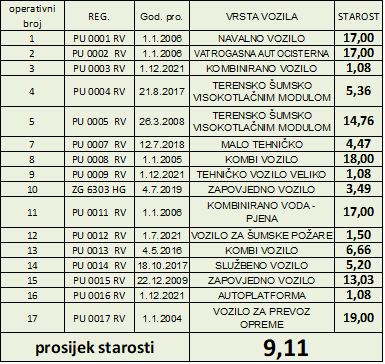 operativni broj REG. God. pro. VRSTA VOZILA STAROST
1 PU 0001 RV 1.1.2006 NAVALNO VOZILO 17,00
2 PU 0002 RV 1.1.2006 VATROGASNA AUTOCISTERNA 17,00
3 PU 0003 RV 1.12.2021 KOMBINIRANO VOZILO 1,08
4 PU 0004 RV 21.8.2017 TERENSKO ŠUMSKO VISOKOTLAČNIM MODULOM 5,36
5 PU 0005 RV 26.3.2008 TERENSKO ŠUMSKO VISOKOTLAČNIM MODULOM 14,76
7 PU 0007 RV 12.7.2018 MALO TEHNIČKO 4,47
8 PU 0008 RV 1.1.2005 KOMBI VOZILO 18,00
9 PU 0009 RV 1.12.2021 TEHNIČKO VOZILO VELIKO 1,08
10 ZG 6303 HG 4.7.2019 ZAPOVJEDNO VOZILO 3,49
11 PU 0011 RV 1.1.2006 KOMBINIRANO VODA - PJENA 17,00
12 PU 0012 RV 1.7.2021 VOZILO ZA ŠUMSKE POŽARE 1,50
13 PU 0013 RV 4.5.2016 KOMBI VOZILO 6,66
14 PU 0014 RV 18.10.2017 SLUŽBENO VOZILO 5,20
15 PU 0015 RV 22.12.2009 ZAPOVJEDNO VOZILO 13,03
16 PU 0016 RV 1.12.2021 AUTOPLATFORMA 1,08
17 PU 0017 RV 1.1.2004 VOZILO ZA PREVOZ OPREME 19,00
prosijek starosti 9,11